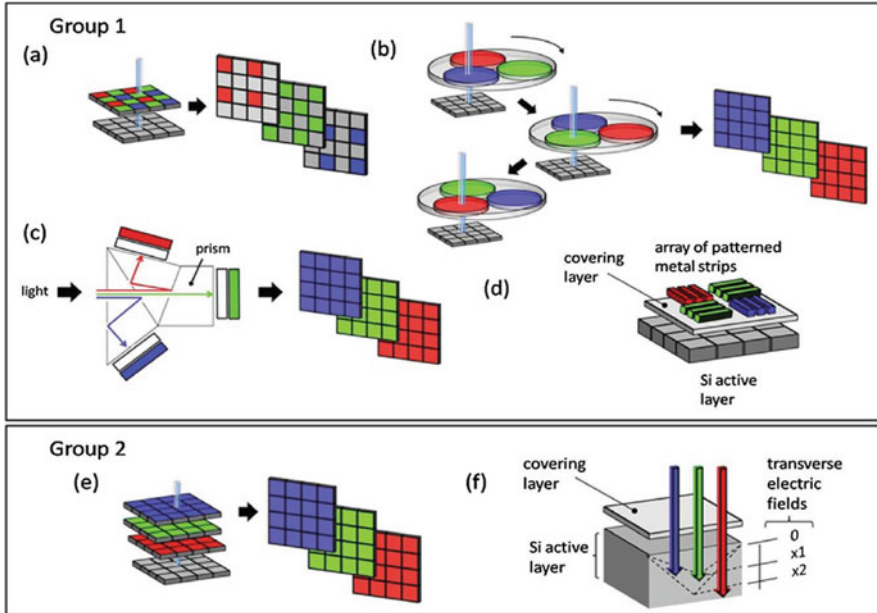 Group 1
(a)
(b)
(c)
prism
light
(d)
covering
layer
array of patterned
metal strips
Si active
layer
Group 2
(e)
(f)
covering
layer
Si active
layer
transverse
electric
fields
0
x1
x2